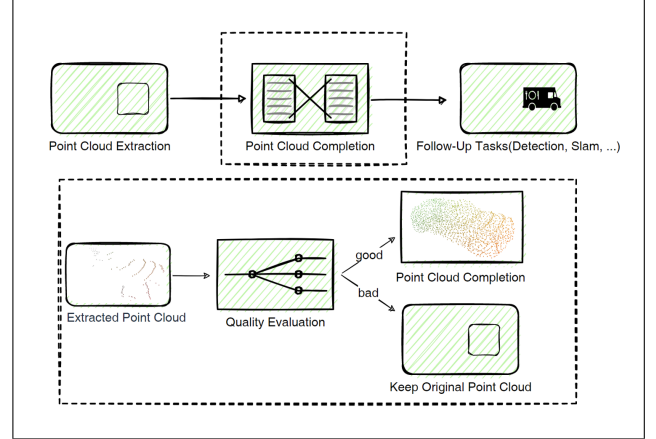 Point Cloud Extraction
Point Cloud Completion
Follow-Up Tasks(Detection, Slam, ...)
good
Point Cloud Completion
bad
Extracted Point Cloud
Quality Evaluation
Keep Original Point Cloud